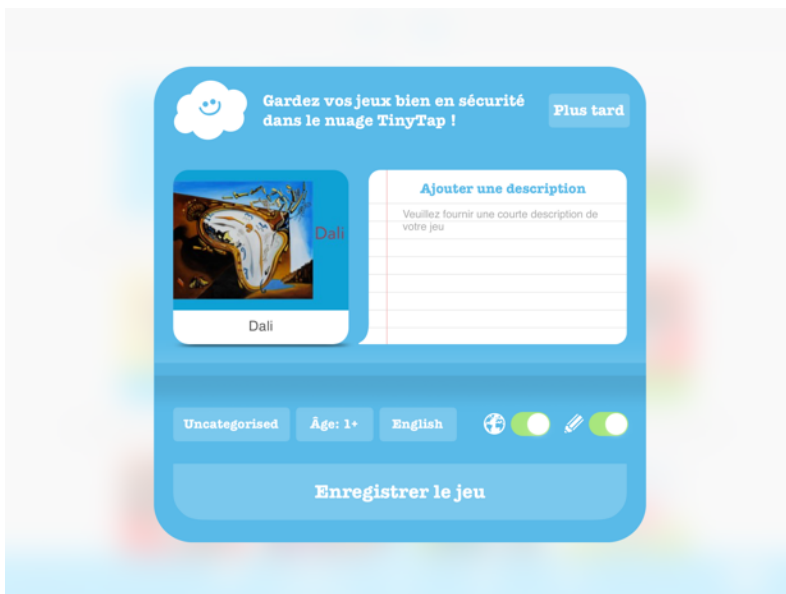 Gardez vos jeux bien en sécurité
dans le nuage TinyTap !
Plus tard
Dali
Dali
Ajouter une description
Veuillez fournir une courte description de
votre jeu
Uncategorised
Âge: 1+
English
Enregistrer le jeu